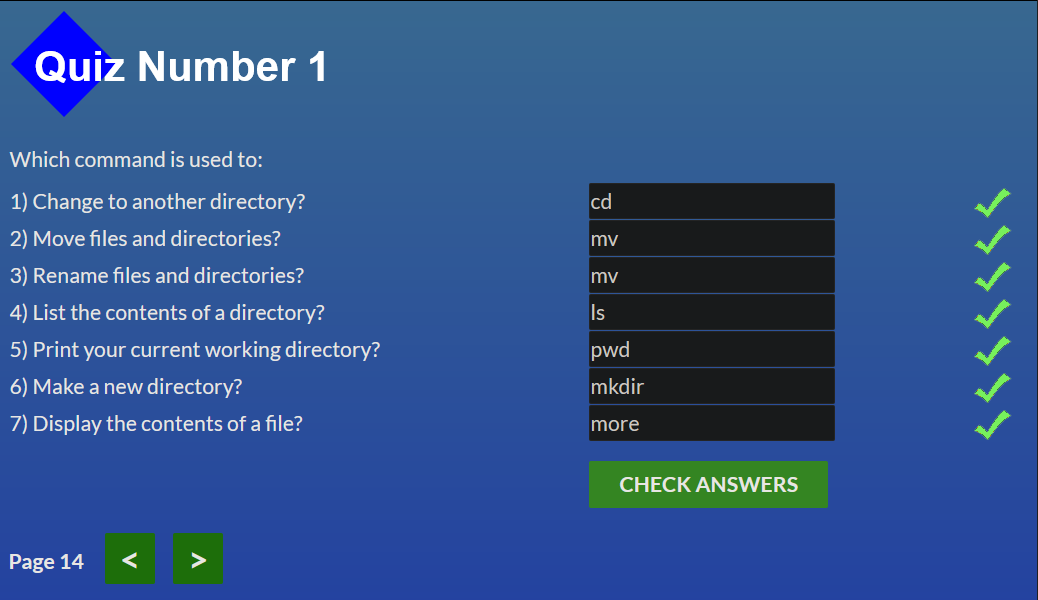 Quiz Number 1
Which command is used to:
1) Change to another directory? cd
2) Move files and directories? mv
3) Rename files and directories? mv
4) List the contents of a directory? ls
5) Print your current working directory? pwd
6) Make a new directory? mkdir
7) Display the contents of a file? more
CHECK ANSWERS
Page 14 < >